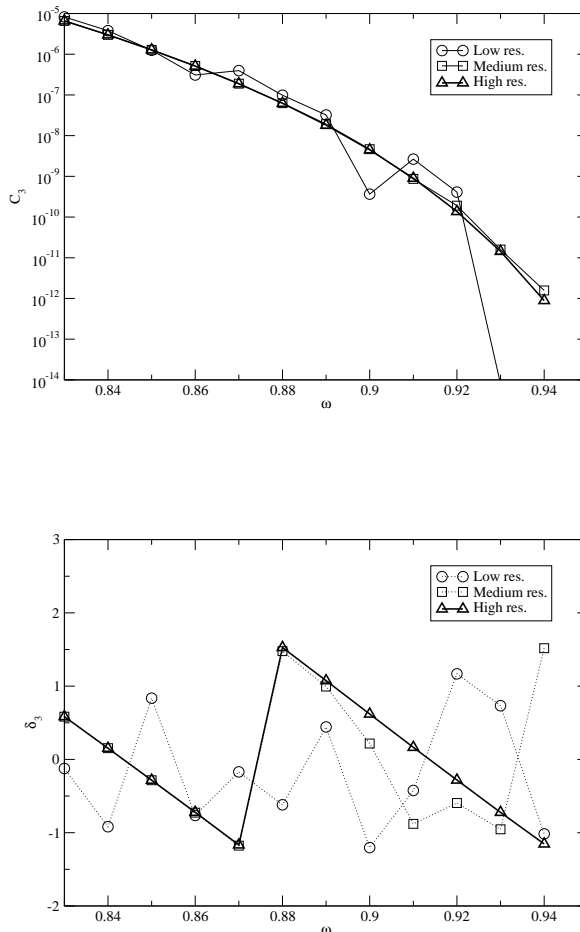 10⁻⁵
10⁻⁶
10⁻⁷
10⁻⁸
10⁻⁹
10⁻¹⁰
10⁻¹¹
10⁻¹²
10⁻¹³
10⁻¹⁴
C₃
Low res.
Medium res.
High res.
0.84 0.86 0.88 0.9 0.92 0.94
ω
3
2
1
0
-1
-2
δ₃
Low res.
Medium res.
High res.
0.84 0.86 0.88 0.9 0.92 0.94
ω